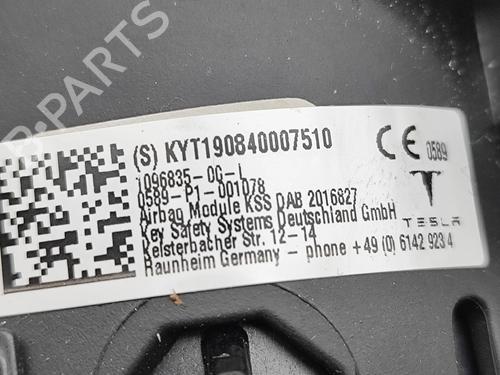 B-PARTS
(S) KYT190840007510
1096835-00-L
0589-P1-001078
Airbag Module KSS DAB 2016827
Key Safety Systems Deutschland GmbH
Kelsterbacher Str. 12-14
Raunheim Germany - phone +49 (0) 6142 923 4
CE 0589
TESLA